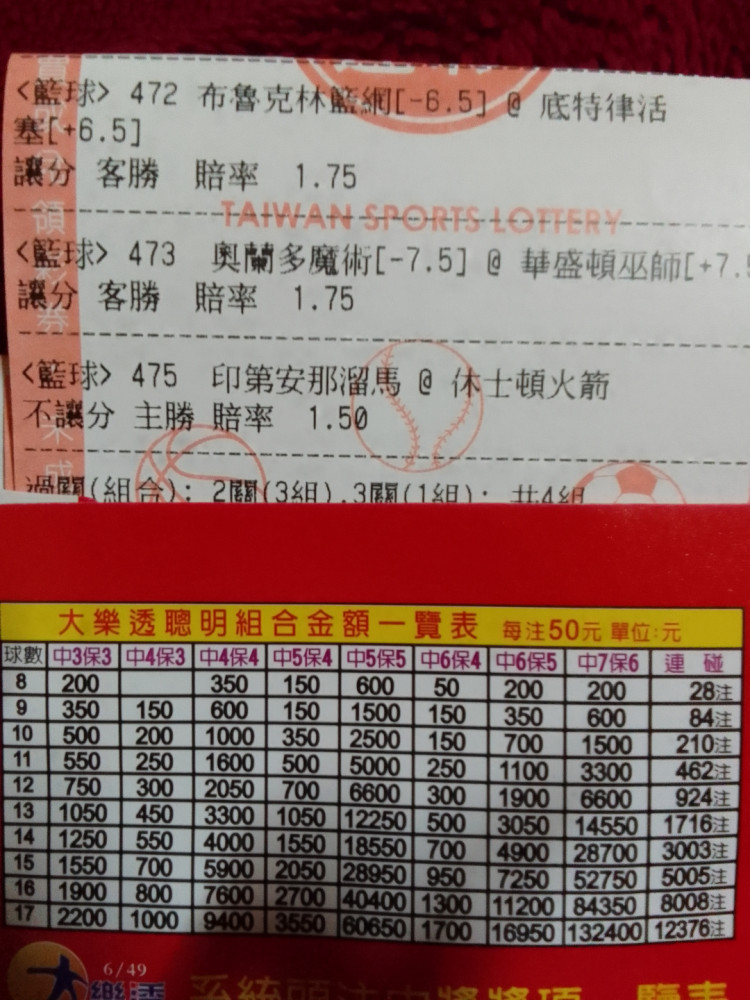 <籃球> 472 布魯克林籃網[-6.5] @ 底特律活
塞[+6.5]
讓分 客勝 賠率 1.75
TAIWAN SPORTS LOTTERY
<籃球> 473 奧蘭多魔術[-7.5] @ 華盛頓巫師[+7.5
讓分 客勝 賠率 1.75
<籃球> 475 印第安那溜馬 @ 休士頓火箭
不讓分 主勝 賠率 1.50
過關(組合): 2關(3組),3關(1組): 共4組
大樂透聰明組合金額一覽表 每注50元 單位:元
球數 中3保3 中4保3 中4保4 中5保4 中5保5 中6保4 中6保5 中7保6 連碰
8 200 350 150 600 50 200 200 28注
9 350 150 600 150 1500 150 350 600 84注
10 500 200 1000 350 2500 150 700 1500 210注
11 550 250 1600 500 5000 250 1100 3300 462注
12 750 300 2050 700 6600 300 1900 6600 924注
13 1050 450 3300 1050 12250 500 3050 14550 1716注
14 1250 550 4000 1550 18550 700 4900 28700 3003注
15 1550 700 5900 2050 28950 950 7250 52750 5005注
16 1900 800 7600 2700 40400 1300 11200 84350 8008注
17 2200 1000 9400 3550 60650 1700 16950 132400 12376注
6/49